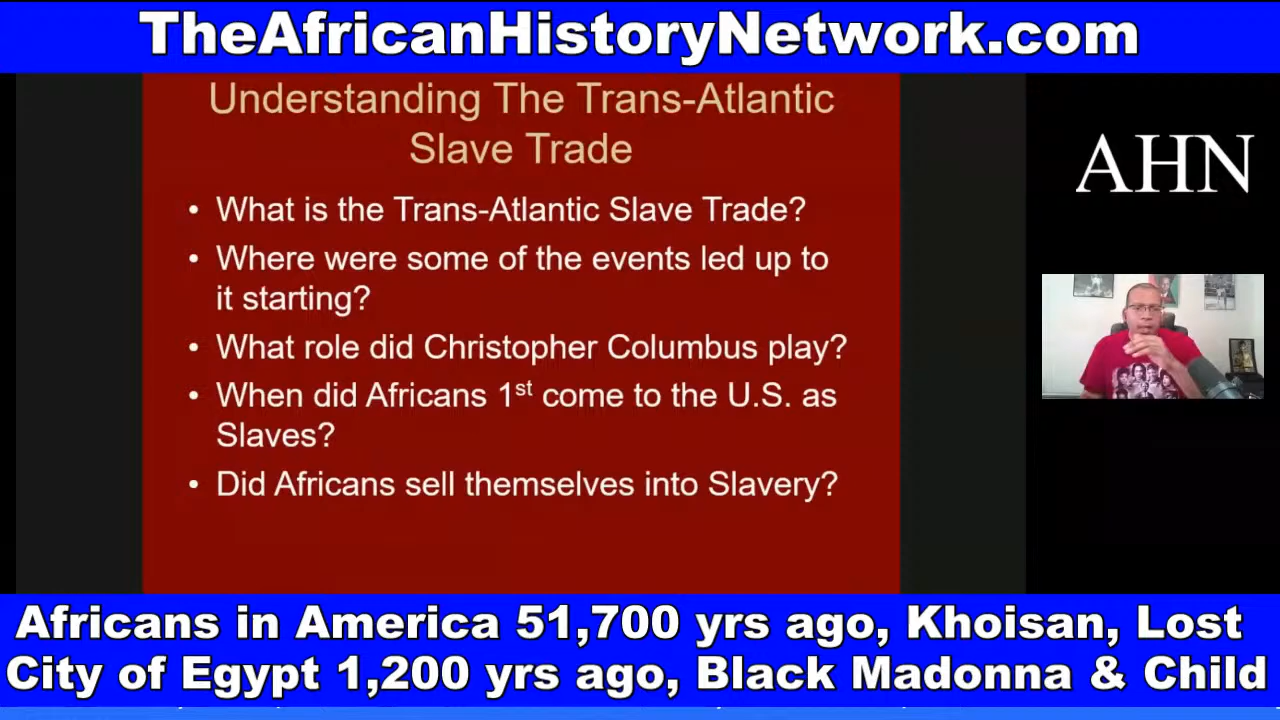 TheAfricanHistoryNetwork.com
Understanding The Trans-Atlantic
Slave Trade
AHN
• What is the Trans-Atlantic Slave Trade?
• Where were some of the events led up to
it starting?
• What role did Christopher Columbus play?
• When did Africans 1st come to the U.S. as
Slaves?
• Did Africans sell themselves into Slavery?
Africans in America 51,700 yrs ago, Khoisan, Lost
City of Egypt 1,200 yrs ago, Black Madonna & Child